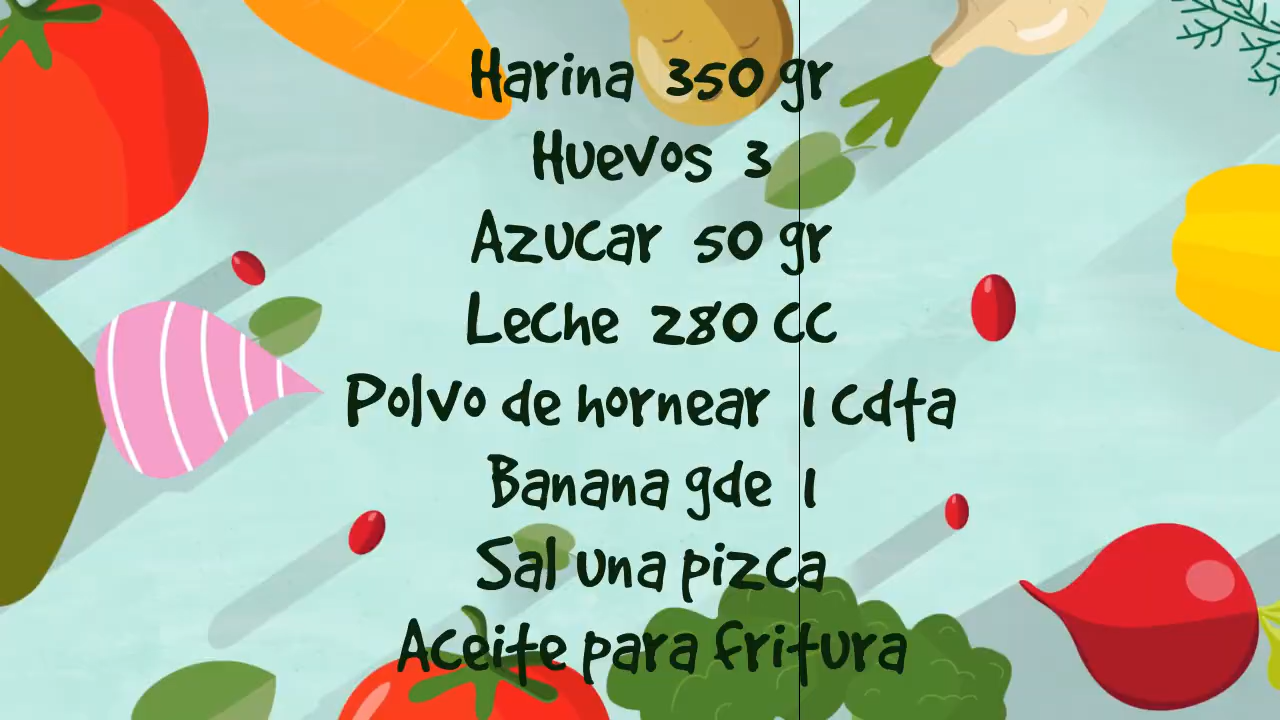 Harina 350 gr
Huevos 3
Azucar 50 gr
Leche 280 cc
Polvo de hornear 1 cdta
Banana gde 1
Sal una pizca
Aceite para fritura